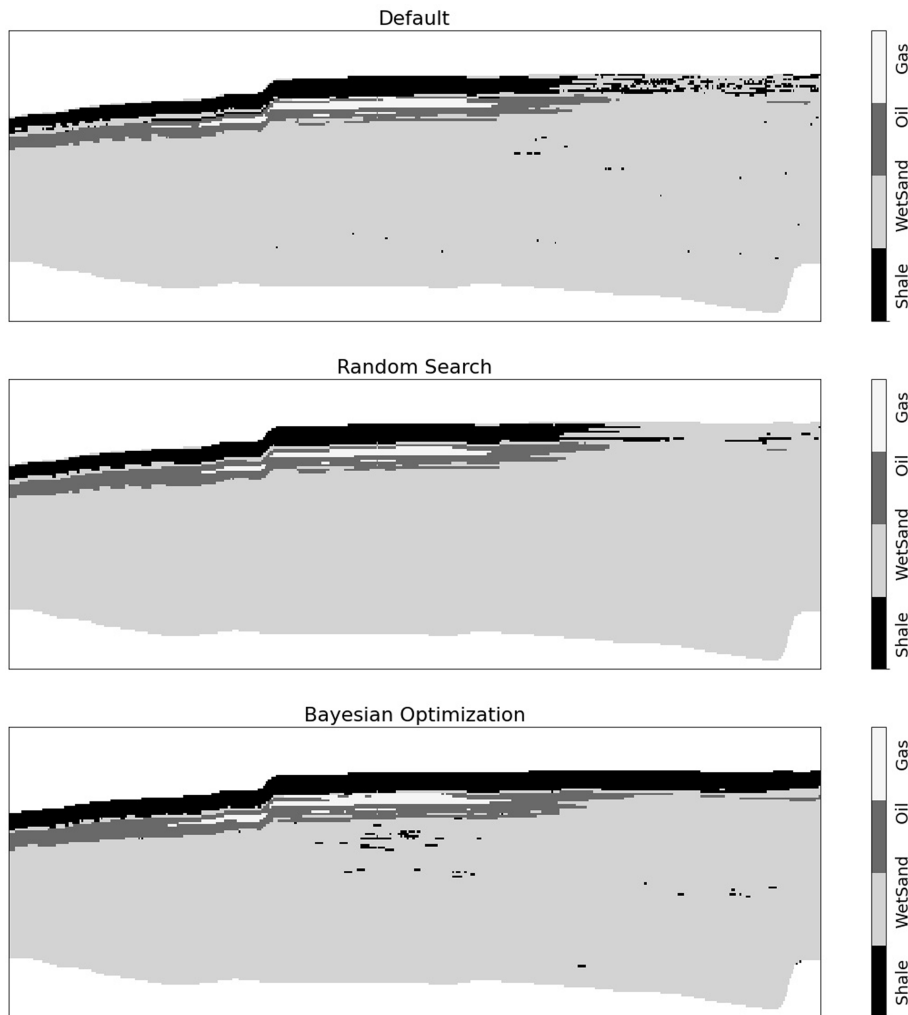 Default
Gas
Oil
WetSand
Shale
Random Search
Gas
Oil
WetSand
Shale
Bayesian Optimization
Gas
Oil
WetSand
Shale